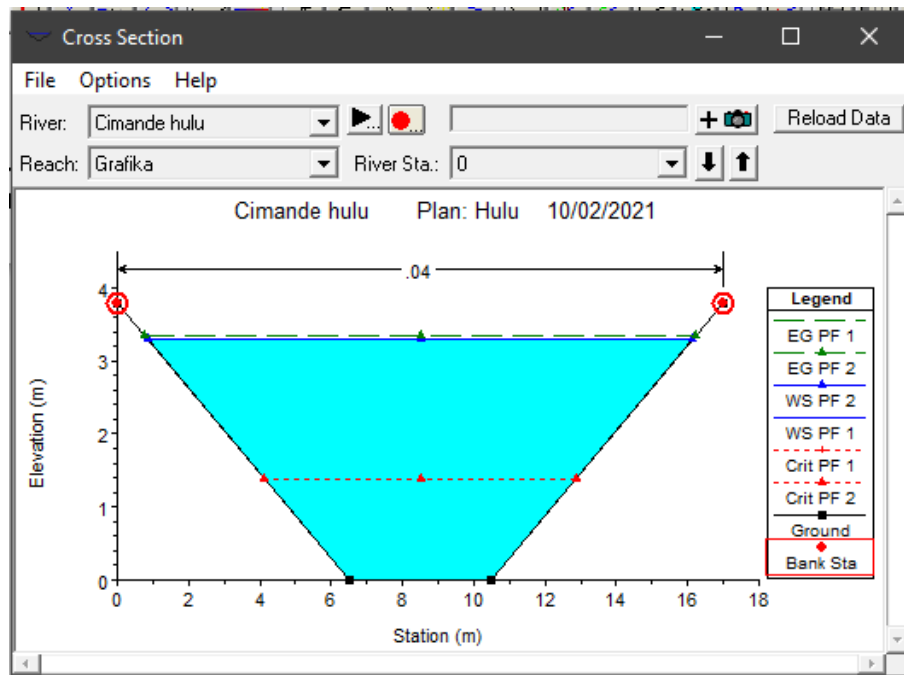 Cross Section
File Options Help
River: Cimande hulu ... ... Reload Data
Reach: Grafika River Sta.: 0
Cimande hulu Plan: Hulu 10/02/2021
.04
Elevation (m)
4
3
2
1
0
0 2 4 6 8 10 12 14 16 18
Station (m)
Legend
EG PF 1
EG PF 2
WS PF 2
WS PF 1
Crit PF 1
Crit PF 2
Ground
Bank Sta